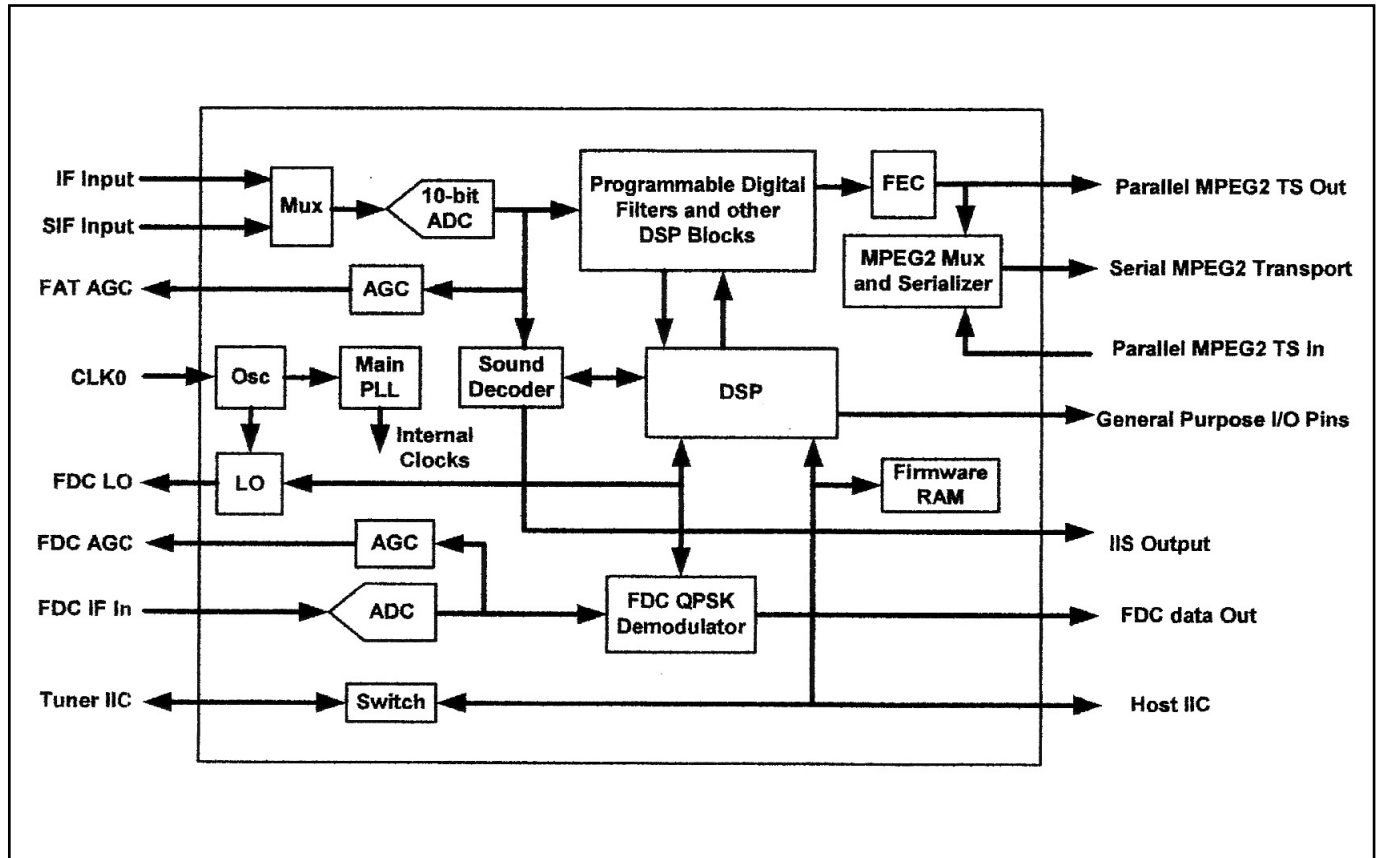 IF Input
SIF Input
Mux
10-bit
ADC
Programmable Digital
Filters and other
DSP Blocks
FEC
Parallel MPEG2 TS Out
MPEG2 Mux
and Serializer
Serial MPEG2 Transport
FAT AGC
AGC
Parallel MPEG2 TS In
CLK0
Osc
Main
PLL
Sound
Decoder
DSP
General Purpose I/O Pins
Internal
Clocks
FDC LO
LO
Firmware
RAM
FDC AGC
AGC
IIS Output
FDC IF In
ADC
FDC QPSK
Demodulator
FDC data Out
Tuner IIC
Switch
Host IIC